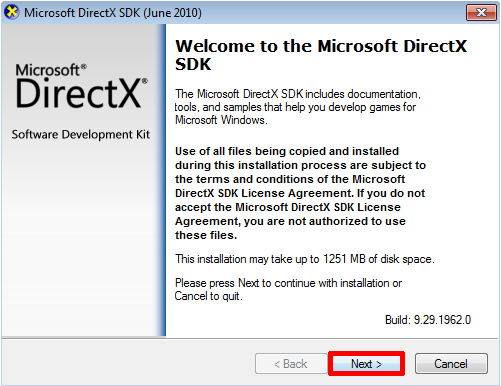 Microsoft DirectX SDK (June 2010)
Microsoft®
DirectX®
Software Development Kit
Welcome to the Microsoft DirectX
SDK
The Microsoft DirectX SDK includes documentation,
tools, and samples that help you develop games for
Microsoft Windows.
Use of all files being copied and installed
during this installation process are subject to
the terms and conditions of the Microsoft
DirectX SDK License Agreement. If you do not
accept the Microsoft DirectX SDK License
Agreement, you are not authorized to use
these files.
This installation may take up to 1251 MB of disk space.
Please press Next to continue with installation or
Cancel to quit.
Build: 9.29.1962.0
< Back Next > Cancel